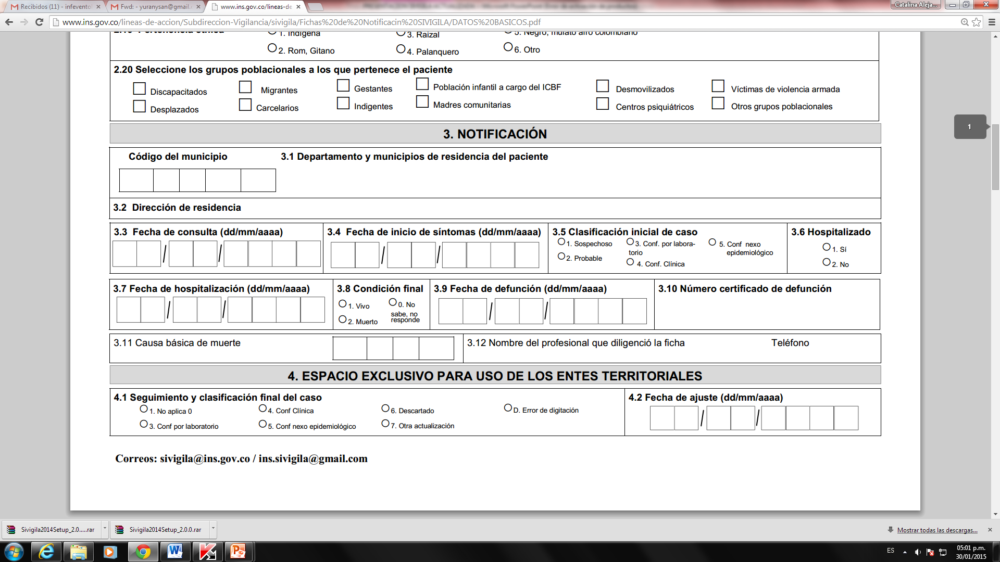 Recibidos (11) - infevento
Fwd: - yuranysan@gmail.
www.ins.gov.co/lineas-de
Catalina Aleja...
www.ins.gov.co/lineas-de-accion/Subdireccion-Vigilancia/sivigila/Fichas%20de%20Notificacin%20SIVIGILA/DATOS%20BASICOS.pdf
1. Indígena 3. Raizal 5. Negro, mulato afro colombiano
2. Rom, Gitano 4. Palanquero 6. Otro
2.20 Seleccione los grupos poblacionales a los que pertenece el paciente
Discapacitados Migrantes Gestantes Población infantil a cargo del ICBF Desmovilizados Víctimas de violencia armada
Desplazados Carcelarios Indigentes Madres comunitarias Centros psiquiátricos Otros grupos poblacionales
1
3. NOTIFICACIÓN
Código del municipio 3.1 Departamento y municipios de residencia del paciente
3.2 Dirección de residencia
3.3 Fecha de consulta (dd/mm/aaaa)
/ /
3.4 Fecha de inicio de síntomas (dd/mm/aaaa)
/ /
3.5 Clasificación inicial de caso
1. Sospechoso
2. Probable
3. Conf. por labora-
torio
4. Conf. Clínica
5. Conf nexo
epidemiológico
3.6 Hospitalizado
1. Sí
2. No
3.7 Fecha de hospitalización (dd/mm/aaaa)
/ /
3.8 Condición final
1. Vivo
2. Muerto
0. No
sabe, no
responde
3.9 Fecha de defunción (dd/mm/aaaa)
/ /
3.10 Número certificado de defunción
3.11 Causa básica de muerte
3.12 Nombre del profesional que diligenció la ficha Teléfono
4. ESPACIO EXCLUSIVO PARA USO DE LOS ENTES TERRITORIALES
4.1 Seguimiento y clasificación final del caso
1. No aplica 0 4. Conf Clínica 6. Descartado D. Error de digitación
3. Conf por laboratorio 5. Conf nexo epidemiológico 7. Otra actualización
4.2 Fecha de ajuste (dd/mm/aaaa)
/ /
Correos: sivigila@ins.gov.co / ins.sivigila@gmail.com
Sivigila2014Setup_2.0.....rar
Sivigila2014Setup_2.0.0.rar
Mostrar todas las descargas...
ES
05:01 p.m.
30/01/2015